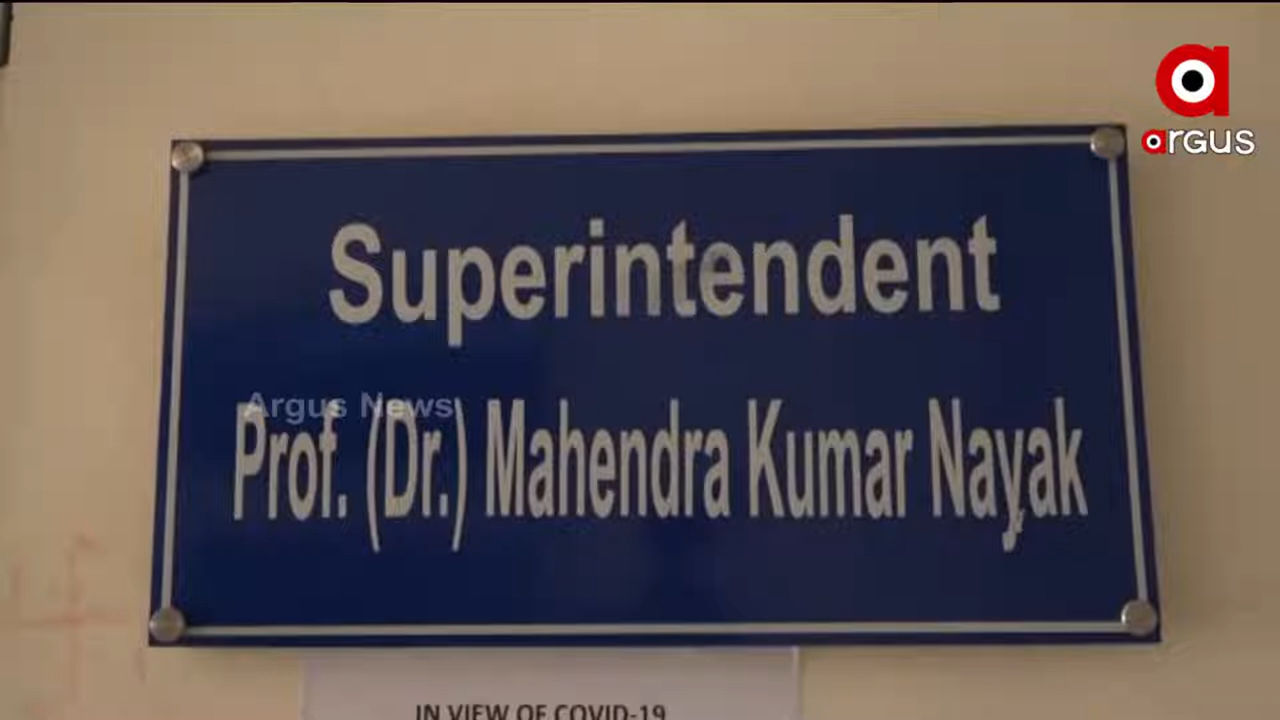 argus
Superintendent
Argus News
Prof. (Dr.) Mahendra Kumar Nayak
IN VIEW OF COVID-19